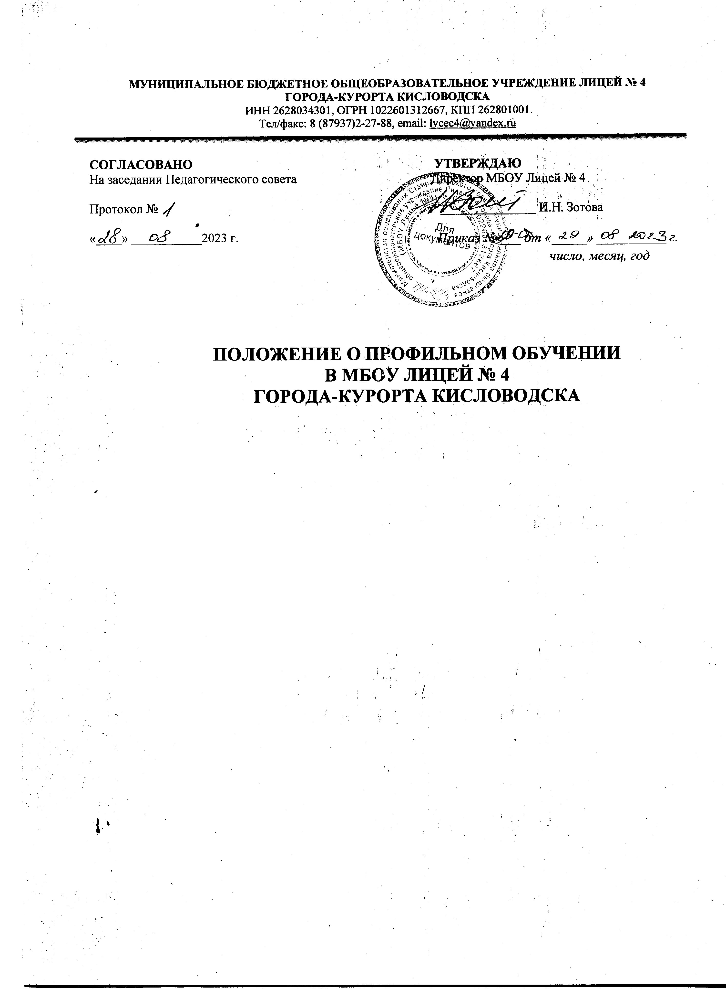 МУНИЦИПАЛЬНОЕ БЮДЖЕТНОЕ ОБЩЕОБРАЗОВАТЕЛЬНОЕ УЧРЕЖДЕНИЕ ЛИЦЕЙ № 4
ГОРОДА-КУРОРТА КИСЛОВОДСКА
ИНН 2628034301, ОГРН 1022601312667, КПП 262801001.
Тел/факс: 8 (87937)2-27-88, email: lycee4@yandex.ru
СОГЛАСОВАНО
На заседании Педагогического совета
Протокол № 1
«28» 08 2023 г.
УТВЕРЖДАЮ
Директор МБОУ Лицей № 4
И.Н. Зотова
Приказ № от « 29 » 08 2023 г.
число, месяц, год
Для
документов
ПОЛОЖЕНИЕ О ПРОФИЛЬНОМ ОБУЧЕНИИ
В МБОУ ЛИЦЕЙ № 4
ГОРОДА-КУРОРТА КИСЛОВОДСКА